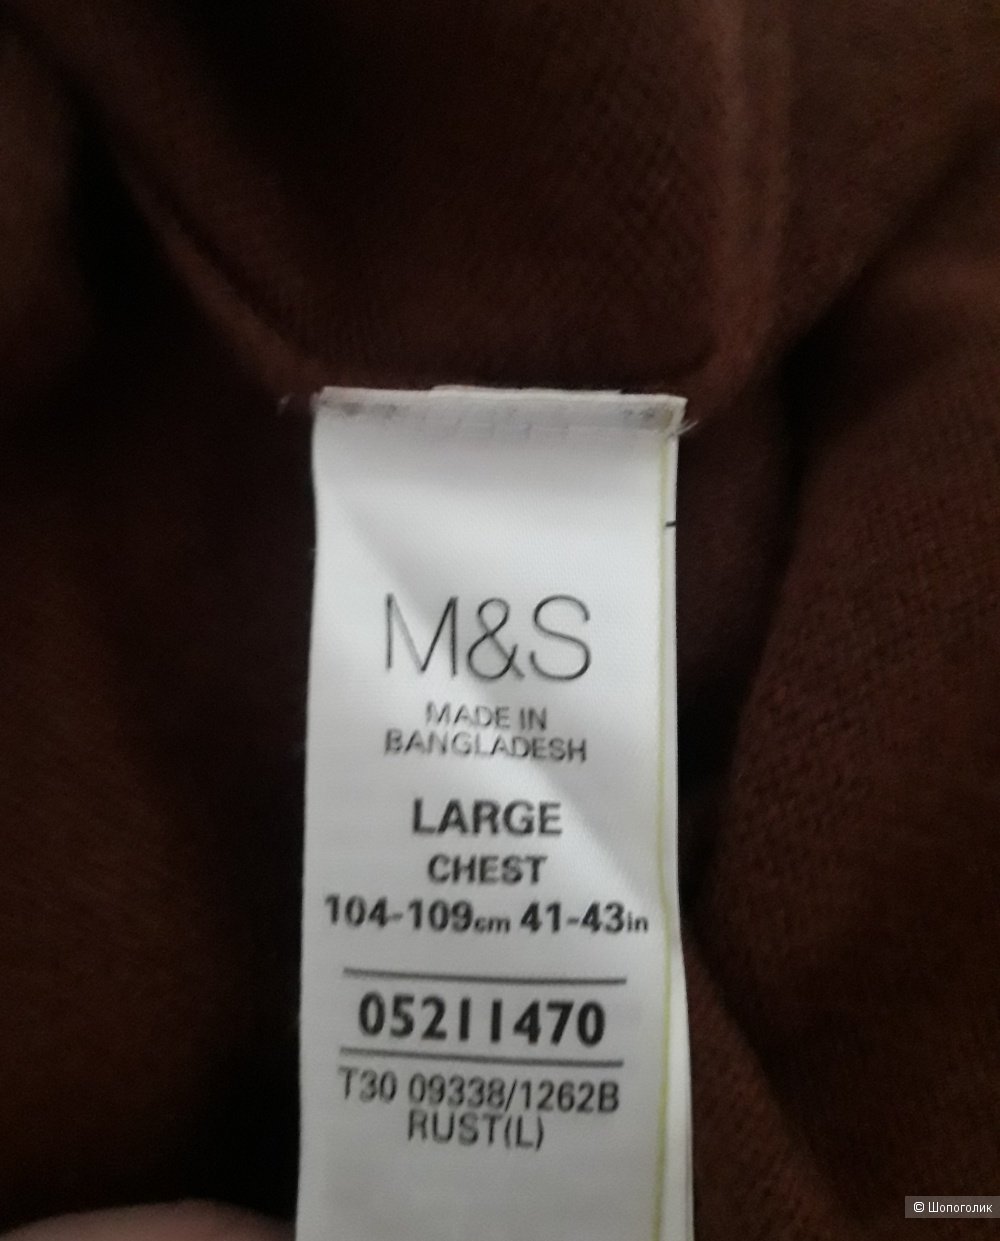 M&S
MADE IN
BANGLADESH
LARGE
CHEST
104-109cm 41-43in
05211470
T30 09338/1262B
RUST(L)
© Шопоголик